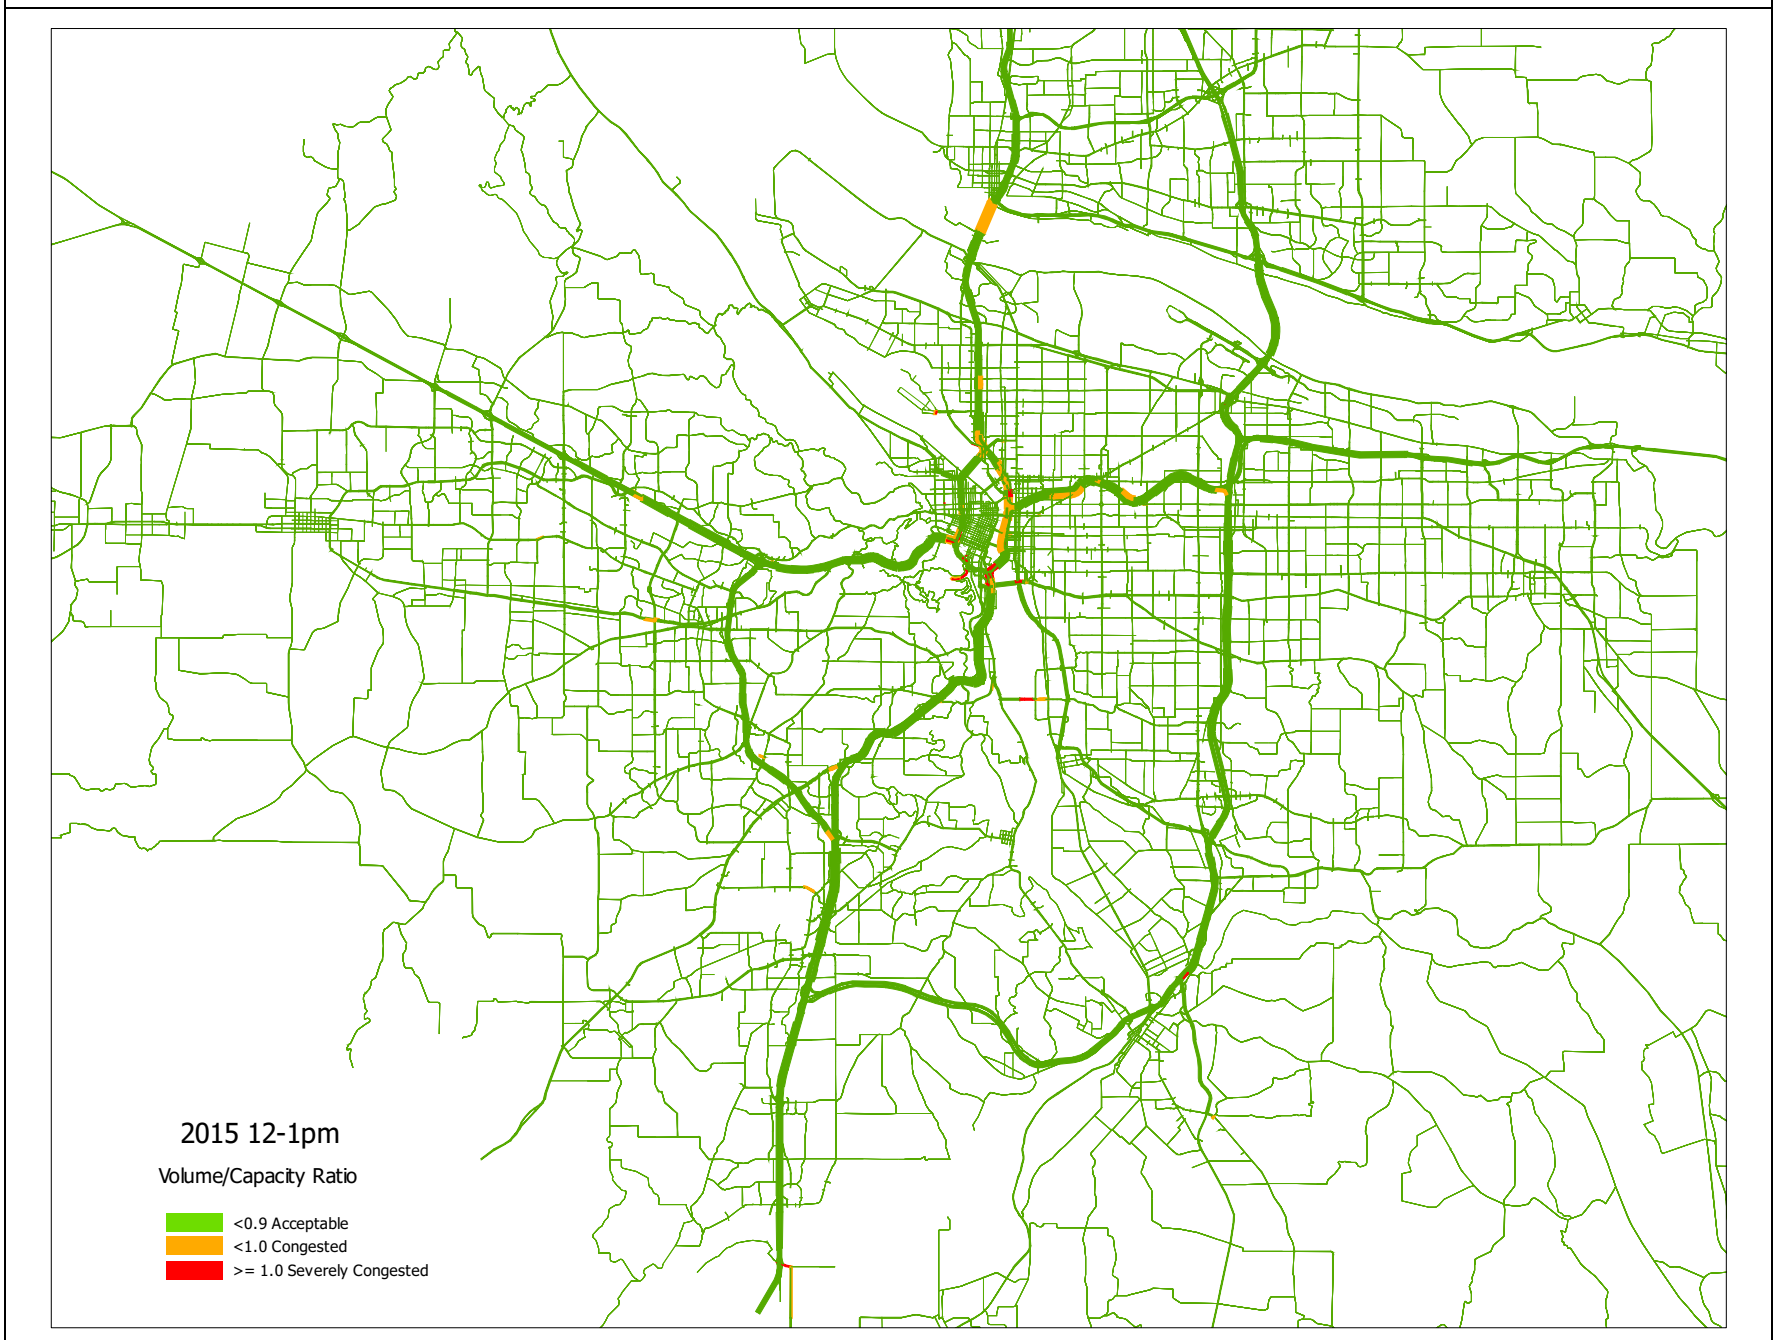 2015 12-1pm
Volume/Capacity Ratio
<0.9 Acceptable
<1.0 Congested
>= 1.0 Severely Congested